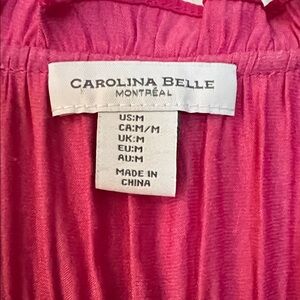 CAROLINA BELLE
MONTRÉAL
US:M
CA:M/M
UK:M
EU:M
AU:M
MADE IN
CHINA